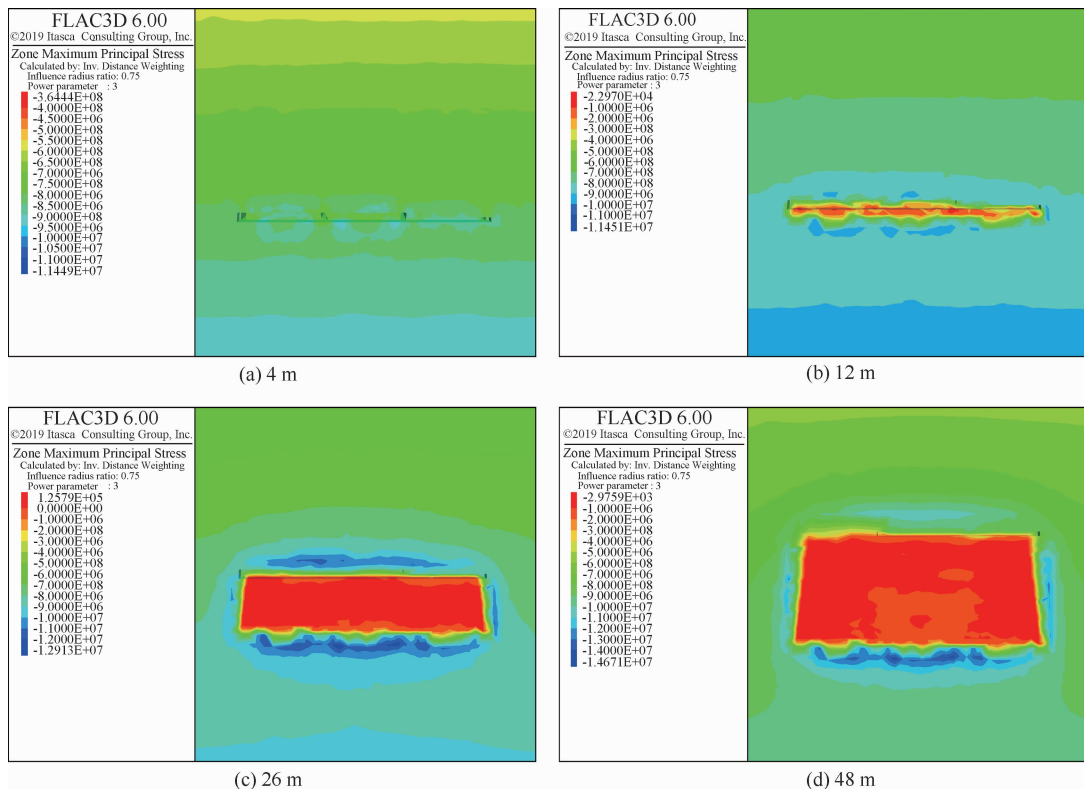 FLAC3D 6.00
©2019 Itasca Consulting Group, Inc.
Zone Maximum Principal Stress
Calculated by: Inv. Distance Weighting
Influence radius ratio: 0.75
Power parameter : 3
-3.6444E+08
-4.0000E+08
-5.0000E+08
-5.5000E+08
-6.0000E+08
-6.5000E+08
-7.0000E+08
-7.5000E+08
-8.0000E+08
-8.5000E+06
-9.0000E+08
-9.5000E+06
-1.0000E+07
-1.0500E+07
-1.1000E+07
-1.1449E+07
(a) 4 m
FLAC3D 6.00
©2019 Itasca Consulting Group, Inc.
Zone Maximum Principal Stress
Calculated by: Inv. Distance Weighting
Influence radius ratio: 0.75
Power parameter : 3
-2.2970E+04
-1.0000E+06
-2.0000E+06
-3.0000E+08
-4.0000E+08
-6.0000E+08
-7.0000E+08
-8.0000E+08
-9.0000E+08
-1.0000E+07
-1.1000E+07
-1.1451E+07
(b) 12 m
FLAC3D 6.00
©2019 Itasca Consulting Group, Inc.
Zone Maximum Principal Stress
Calculated by: Inv. Distance Weighting
Influence radius ratio: 0.75
Power parameter : 3
1.2579E+05
0.0000E+00
-1.0000E+06
-2.0000E+08
-3.0000E+06
-4.0000E+08
-5.0000E+08
-6.0000E+08
-7.0000E+06
-8.0000E+06
-9.0000E+06
-1.0000E+07
-1.1000E+07
-1.2000E+07
-1.2913E+07
(c) 26 m
FLAC3D 6.00
©2019 Itasca Consulting Group, Inc.
Zone Maximum Principal Stress
Calculated by: Inv. Distance Weighting
Influence radius ratio: 0.75
Power parameter : 3
-2.9759E+03
-1.0000E+06
-2.0000E+06
-3.0000E+08
-4.0000E+08
-5.0000E+06
-6.0000E+06
-7.0000E+06
-8.0000E+06
-9.0000E+06
-1.0000E+07
-1.1000E+07
-1.2000E+07
-1.3000E+07
-1.4000E+07
-1.4671E+07
(d) 48 m